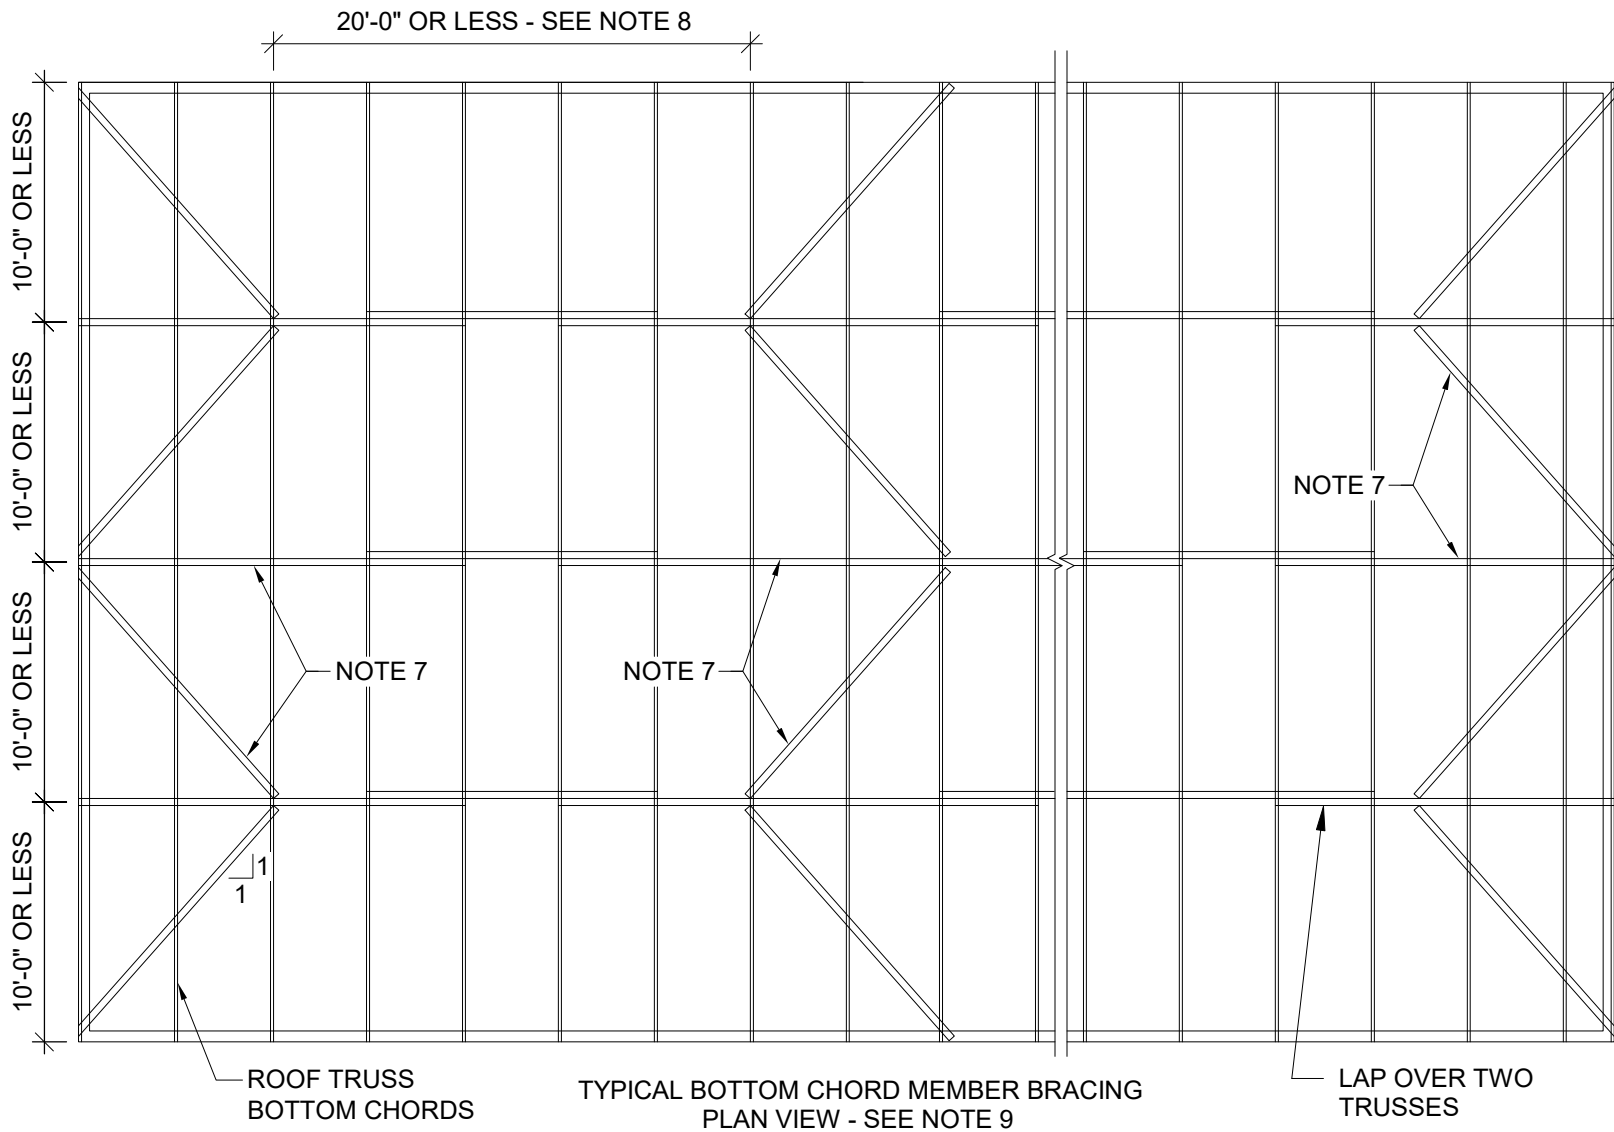 20'-0" OR LESS - SEE NOTE 8
10'-0" OR LESS
10'-0" OR LESS
10'-0" OR LESS
10'-0" OR LESS
NOTE 7
NOTE 7
NOTE 7
1
1
ROOF TRUSS
BOTTOM CHORDS
TYPICAL BOTTOM CHORD MEMBER BRACING
PLAN VIEW - SEE NOTE 9
LAP OVER TWO
TRUSSES